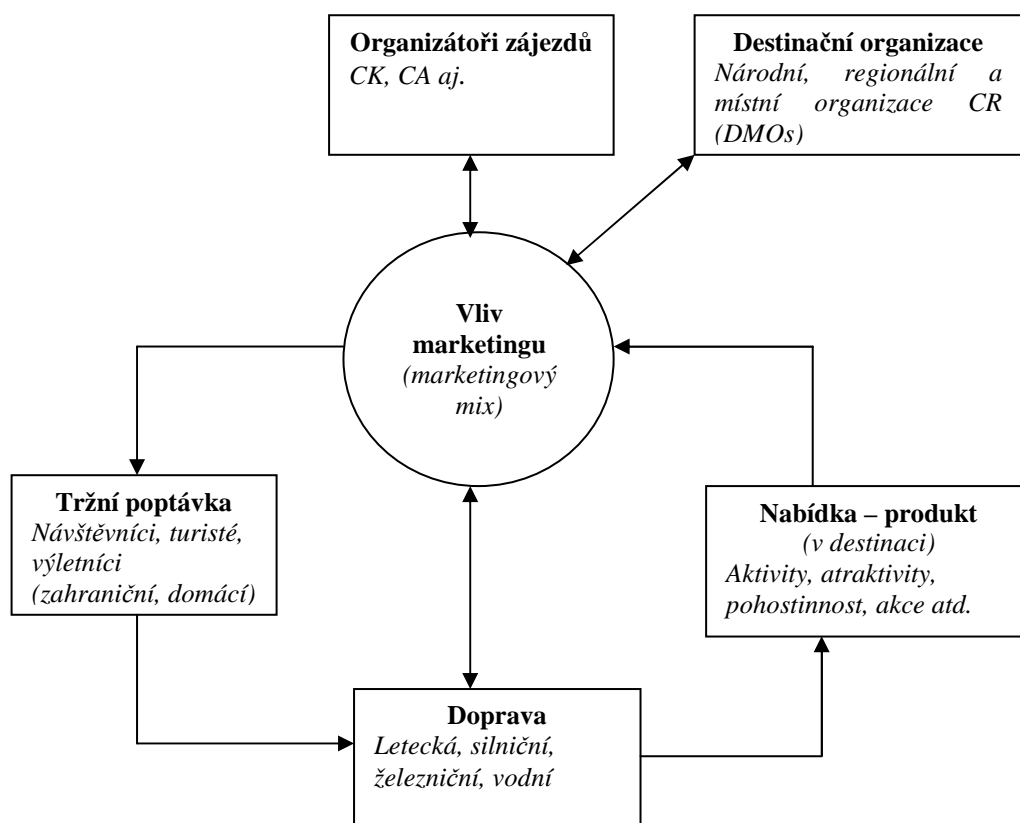 Organizátoři zájezdů
CK, CA aj.
Destinační organizace
Národní, regionální a
místní organizace CR
(DMOs)
Vliv
marketingu
(marketingový
mix)
Tržní poptávka
Návštěvníci, turisté,
výletníci
(zahraniční, domácí)
Nabídka – produkt
(v destinaci)
Aktivity, atraktivity,
pohostinnost, akce atd.
Doprava
Letecká, silniční,
železniční, vodní